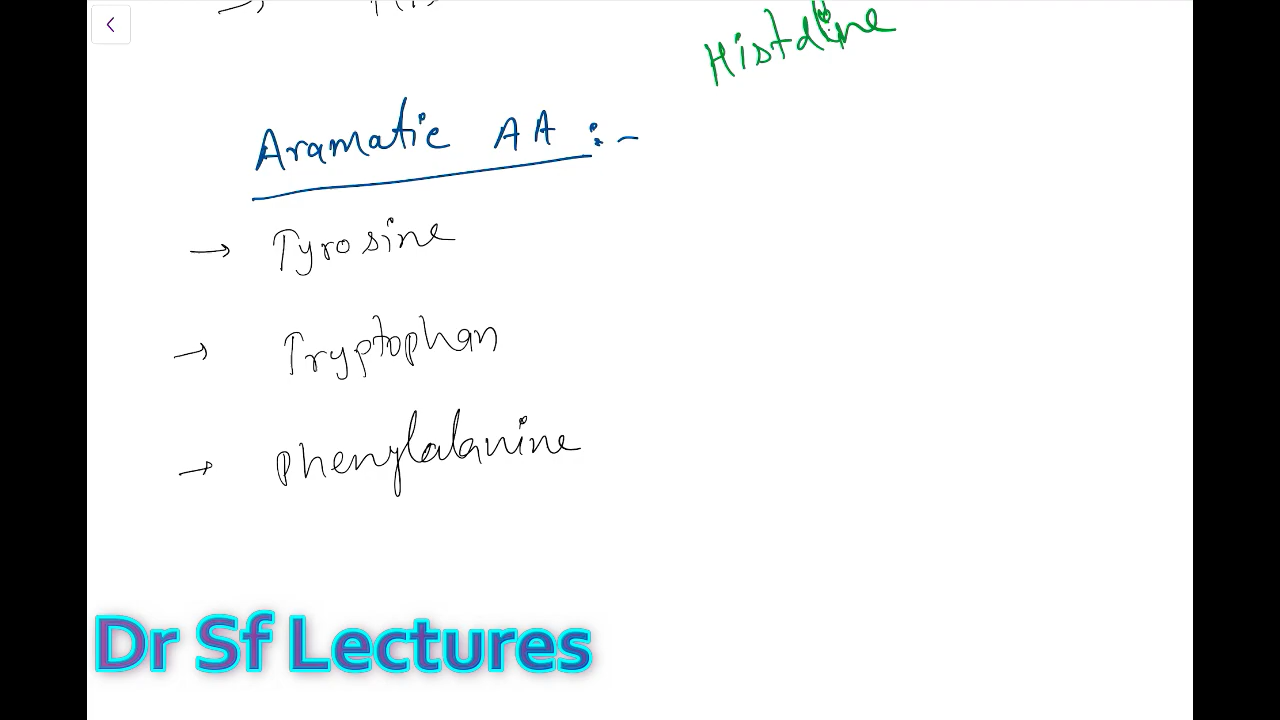 Histdine
Aramatic AA :-
→ Tyrosine
→ Tryptophan
→ Phenylalanine
Dr Sf Lectures